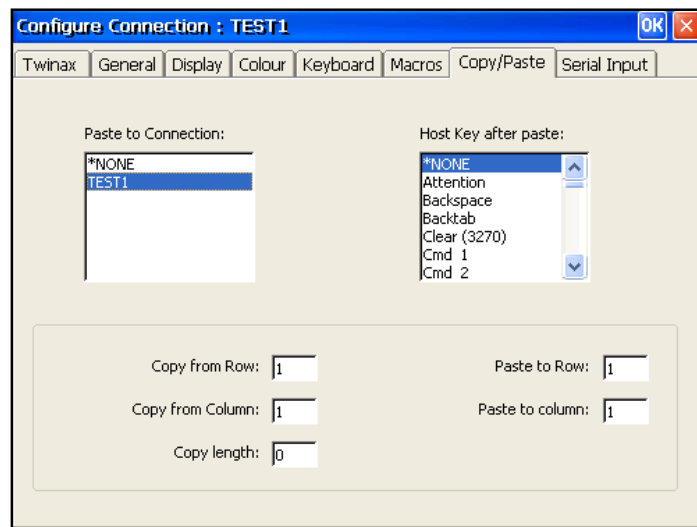 Configure Connection : TEST1 OK
Twinax General Display Colour Keyboard Macros Copy/Paste Serial Input
Paste to Connection:
*NONE
TEST1
Host Key after paste:
*NONE
Attention
Backspace
Backtab
Clear (3270)
Cmd 1
Cmd 2
Copy from Row: 1
Copy from Column: 1
Copy length: 0
Paste to Row: 1
Paste to column: 1